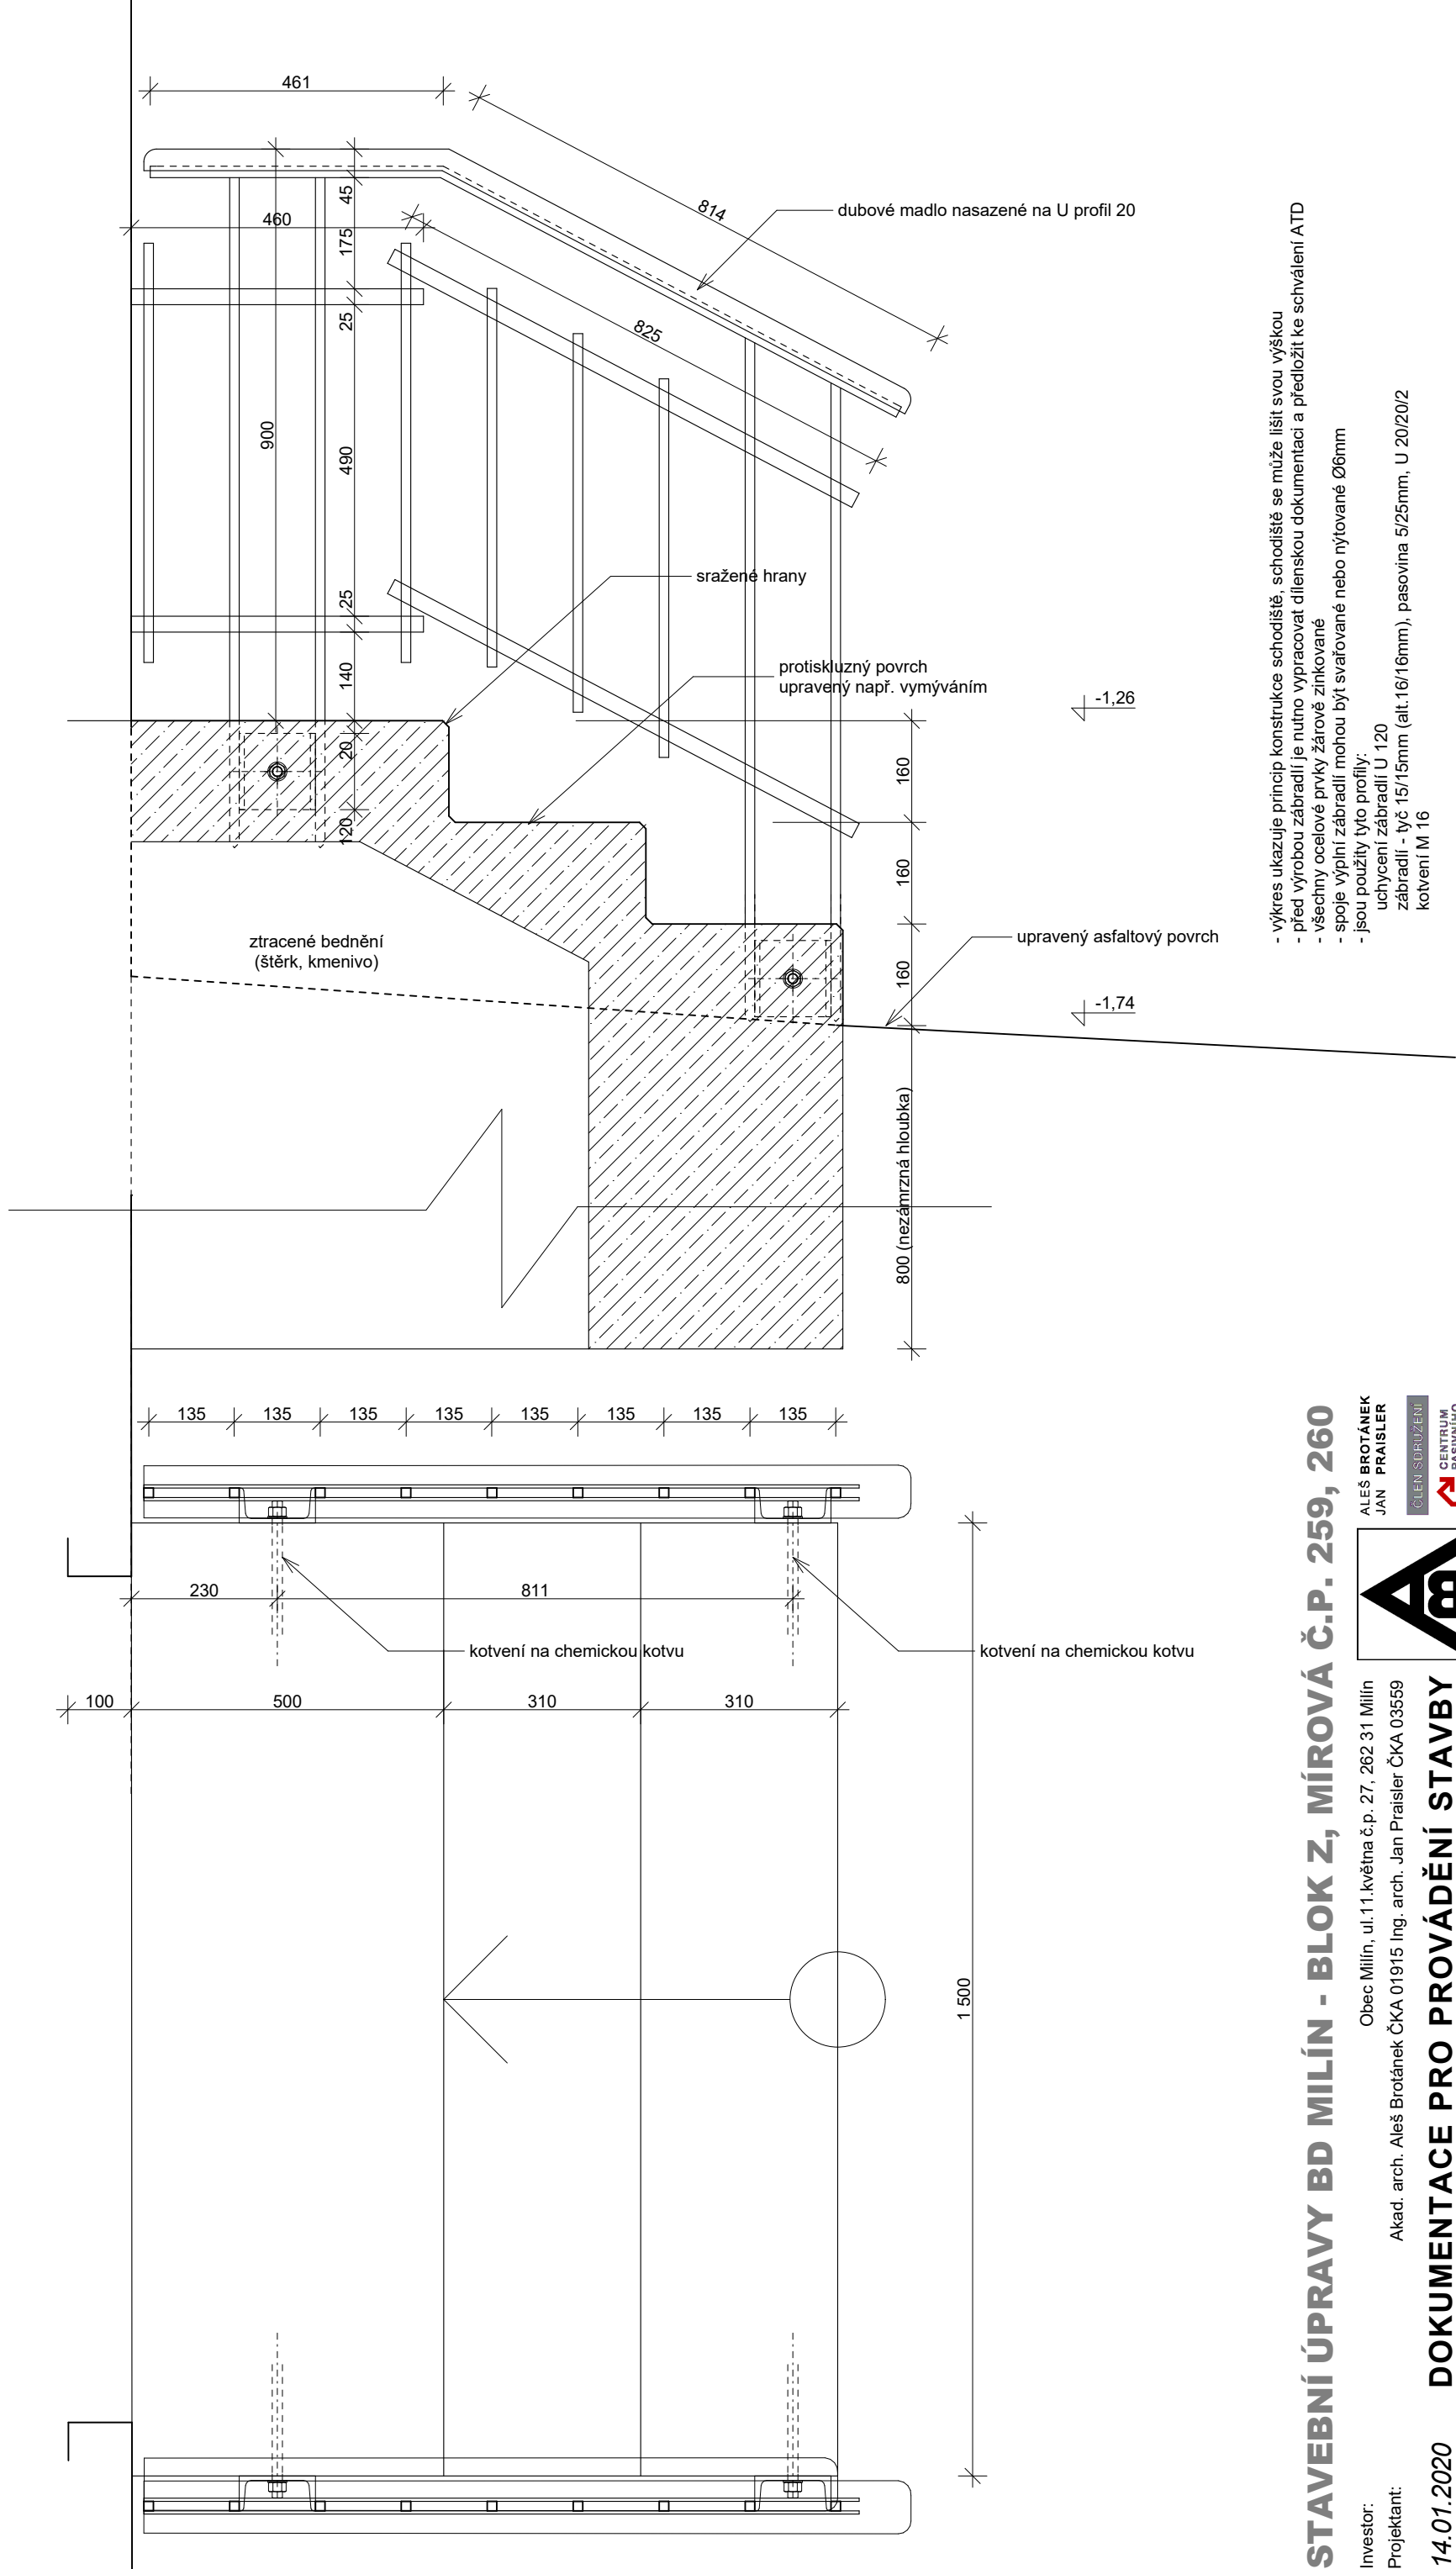 461
814
dubové madlo nasazené na U profil 20
45
460
175
25
825
900
490
sražené hrany
25
protiskluzný povrch
upravený např. vymýváním
140
-1,26
20
160
120
160
ztracené bednění
(štěrk, kmenivo)
upravený asfaltový povrch
160
-1,74
800 (nezámrzná hloubka)
- výkres ukazuje princip konstrukce schodiště, schodiště se může lišit svou výškou
- před výrobou zábradlí je nutno vypracovat dílenskou dokumentaci a předložit ke schválení ATD
- všechny ocelové prvky žárově zinkované
- spoje výplní zábradlí mohou být svařované nebo nýtované Ø6mm
- jsou použity tyto profily:
uchycení zábradlí U 120
zábradlí - tyč 15/15mm (alt.16/16mm), pasovina 5/25mm, U 20/20/2
kotvení M 16
135 135 135 135 135 135 135 135
230 811
kotvení na chemickou kotvu
kotvení na chemickou kotvu
100 500 310 310
1 500
STAVEBNÍ ÚPRAVY BD MILÍN - BLOK Z, MÍROVÁ Č.P. 259, 260
Investor: Obec Milín, ul.11.května č.p. 27, 262 31 Milín
Projektant: Akad. arch. Aleš Brotánek ČKA 01915 Ing. arch. Jan Praisler ČKA 03559
14.01.2020 DOKUMENTACE PRO PROVÁDĚNÍ STAVBY
ALEŠ BROTÁNEK
JAN PRAISLER
ČLEN SDRUŽENÍ
CENTRUM